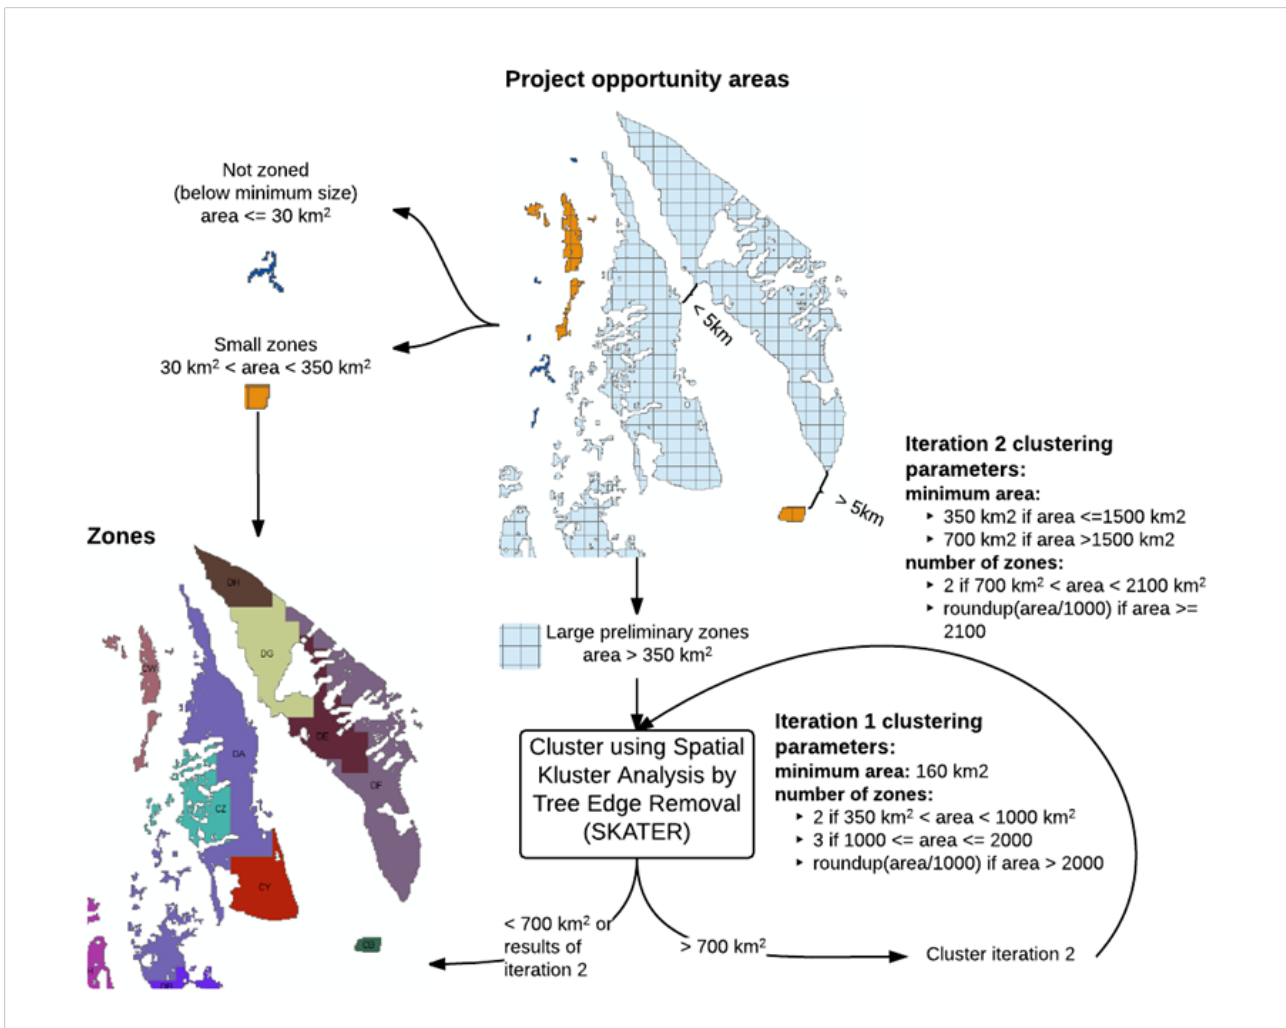 Project opportunity areas
Not zoned
(below minimum size)
area <= 30 km²
Small zones
30 km² < area < 350 km²
< 5km
> 5km
Iteration 2 clustering
parameters:
minimum area:
‣ 350 km2 if area <=1500 km2
‣ 700 km2 if area >1500 km2
number of zones:
‣ 2 if 700 km² < area < 2100 km²
‣ roundup(area/1000) if area >=
2100
Zones
Large preliminary zones
area > 350 km²
Iteration 1 clustering
parameters:
minimum area: 160 km2
number of zones:
‣ 2 if 350 km² < area < 1000 km²
‣ 3 if 1000 <= area <= 2000
‣ roundup(area/1000) if area > 2000
Cluster using Spatial
Kluster Analysis by
Tree Edge Removal
(SKATER)
< 700 km² or
results of
iteration 2
> 700 km²
Cluster iteration 2
DH
DG
DE
DF
DA
CZ
CY